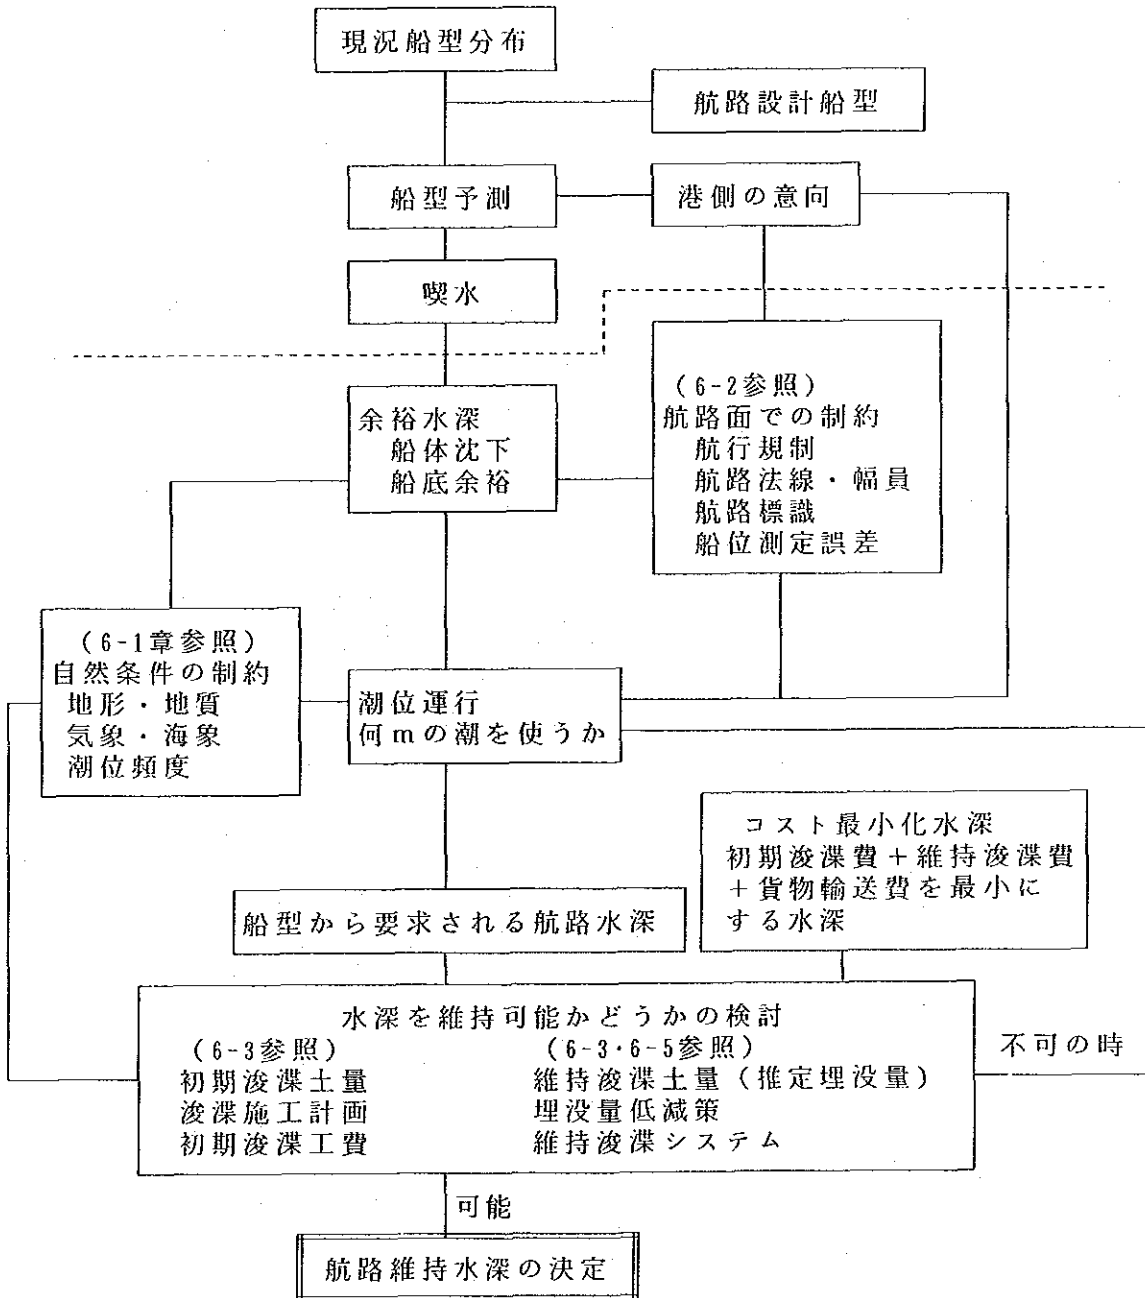 現況船型分布
航路設計船型
船型予測
港側の意向
喫水
余裕水深
船体沈下
船底余裕
(6-2参照)
航路面での制約
航行規制
航路法線・幅員
航路標識
船位測定誤差
(6-1章参照)
自然条件の制約
地形・地質
気象・海象
潮位頻度
潮位運行
何mの潮を使うか
コスト最小化水深
初期浚渫費+維持浚渫費
+貨物輸送費を最小に
する水深
船型から要求される航路水深
水深を維持可能かどうかの検討
(6-3参照)
初期浚渫土量
浚渫施工計画
初期浚渫工費
(6-3・6-5参照)
維持浚渫土量(推定埋没量)
埋没量低減策
維持浚渫システム
不可の時
可能
航路維持水深の決定